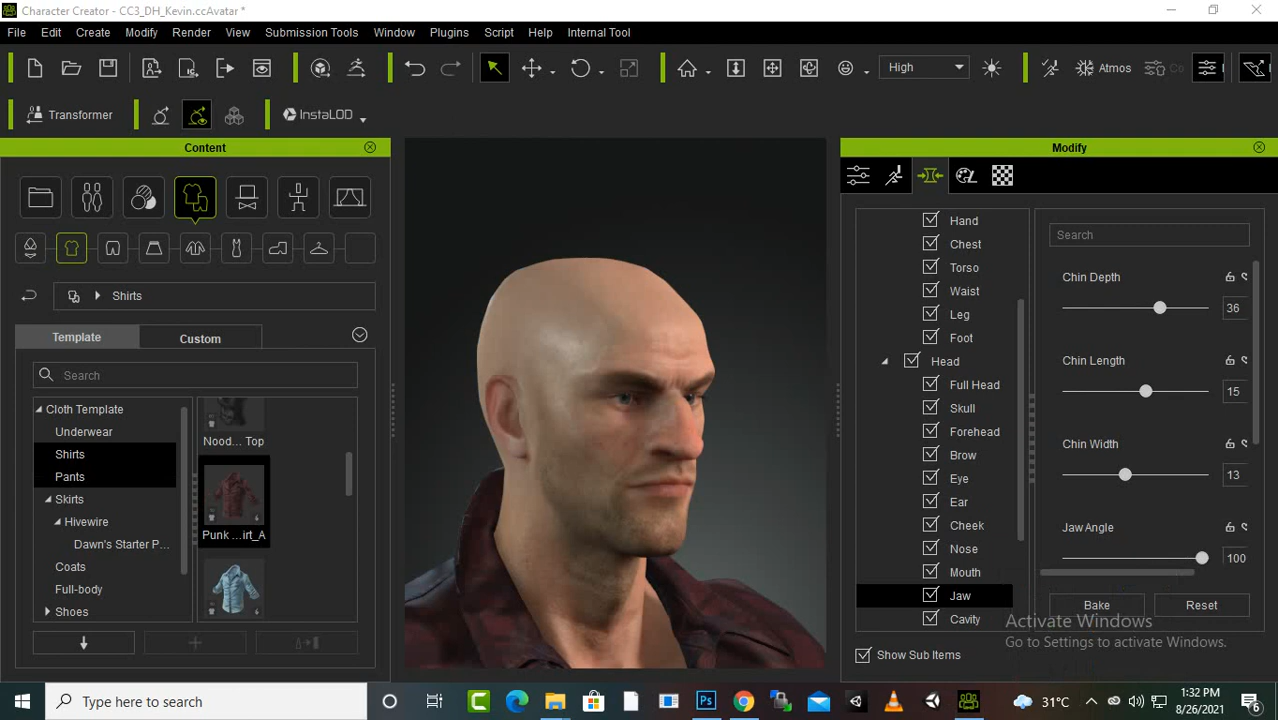 Character Creator - CC3_DH_Kevin.ccAvatar *
File Edit Create Modify Render View Submission Tools Window Plugins Script Help Internal Tool
High Atmos
Transformer InstaLOD
Content
Shirts
Template Custom
Search
Cloth Template
Underwear
Shirts
Pants
Skirts
Hivewire
Dawn's Starter P...
Coats
Full-body
Shoes
Nood... Top
Punk ...irt_A
Modify
Hand
Chest
Torso
Waist
Leg
Foot
Head
Full Head
Skull
Forehead
Brow
Eye
Ear
Cheek
Nose
Mouth
Jaw
Cavity
Show Sub Items
Search
Chin Depth
36
Chin Length
15
Chin Width
13
Jaw Angle
100
Bake Reset
Activate Windows
Go to Settings to activate Windows.
Type here to search
31°C
1:32 PM
8/26/2021
6